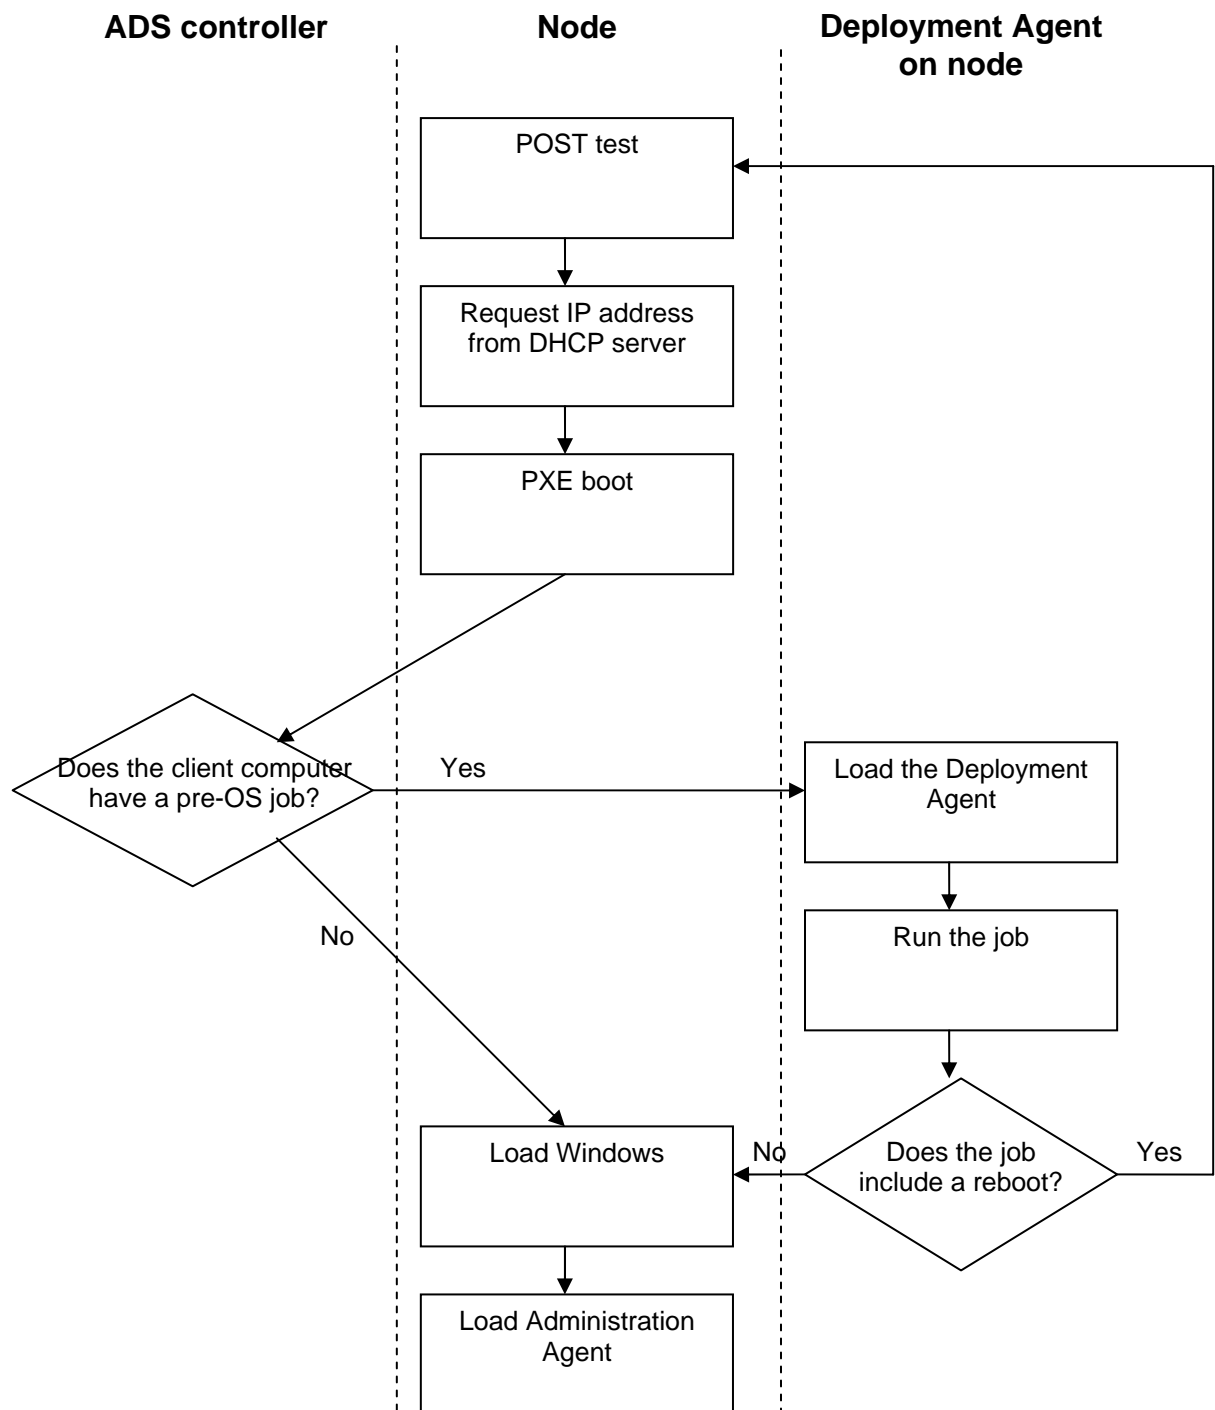 ADS controller
Node
Deployment Agent
on node
POST test
Request IP address
from DHCP server
PXE boot
Does the client computer
have a pre-OS job?
Yes
Load the Deployment
Agent
Run the job
No
Load Windows
No
Does the job
include a reboot?
Yes
Load Administration
Agent